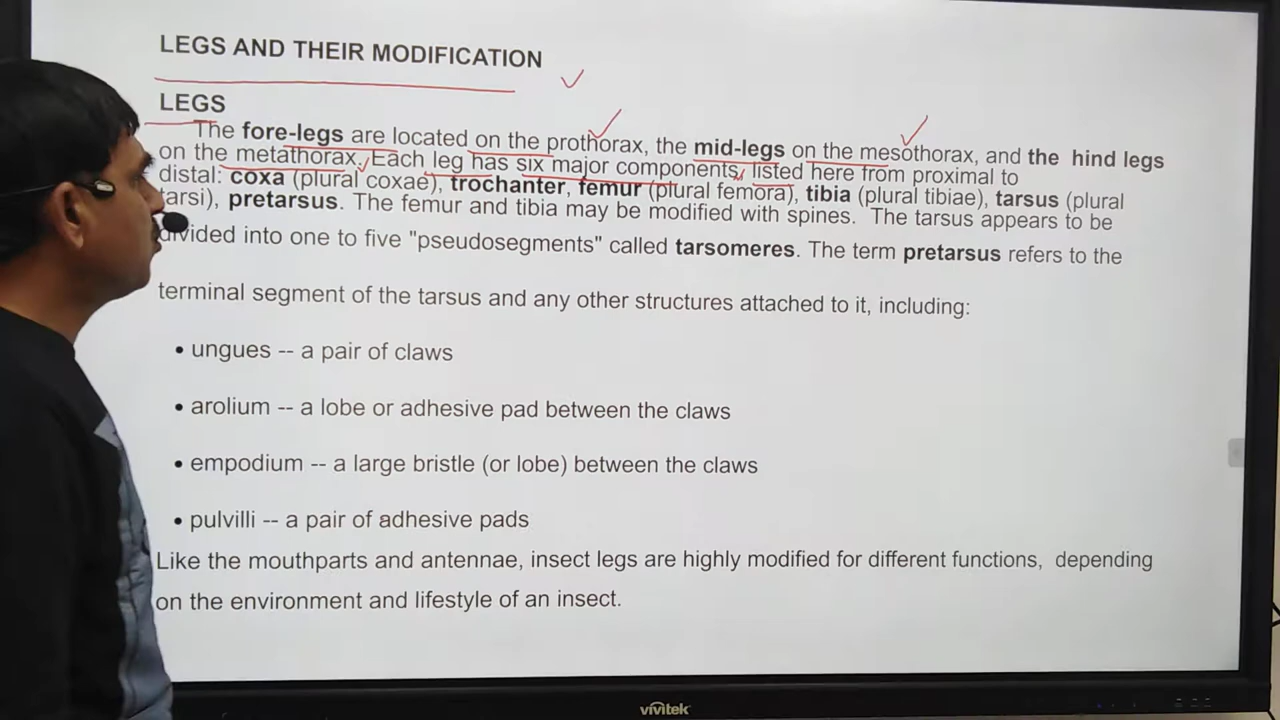 LEGS AND THEIR MODIFICATION
LEGS
The fore-legs are located on the prothorax, the mid-legs on the mesothorax, and the hind legs
on the metathorax. Each leg has six major components, listed here from proximal to
distal: coxa (plural coxae), trochanter, femur (plural femora), tibia (plural tibiae), tarsus (plural
tarsi), pretarsus. The femur and tibia may be modified with spines. The tarsus appears to be
divided into one to five "pseudosegments" called tarsomeres. The term pretarsus refers to the
terminal segment of the tarsus and any other structures attached to it, including:
• ungues -- a pair of claws
• arolium -- a lobe or adhesive pad between the claws
• empodium -- a large bristle (or lobe) between the claws
• pulvilli -- a pair of adhesive pads
Like the mouthparts and antennae, insect legs are highly modified for different functions, depending
on the environment and lifestyle of an insect.
vivitek